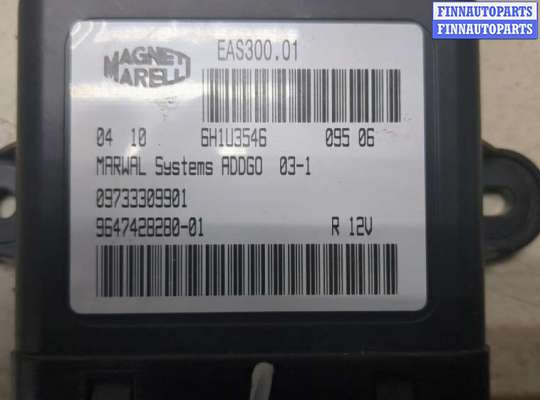 FINNAUTOPARTS
FINNAUTOPARTS
MAGNETI MARELLI
EAS300.01
04 10 6H1U3546 095 06
MARWAL Systems ADDGO 03-1
09733309901
9647428280-01 R 12V